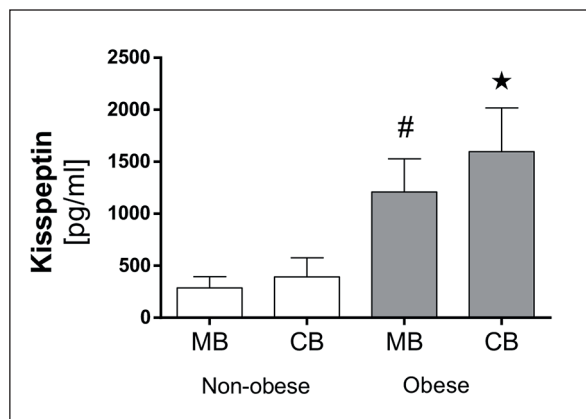 Kisspeptin
[pg/ml]
2500
2000
1500
1000
500
0
#
★
MB CB MB CB
Non-obese Obese